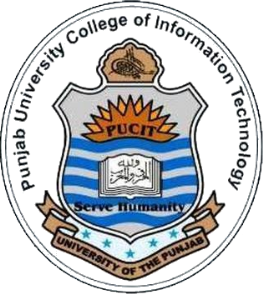 Punjab University College of Information Technology
PUCIT
Serve Humanity
UNIVERSITY OF THE PUNJAB